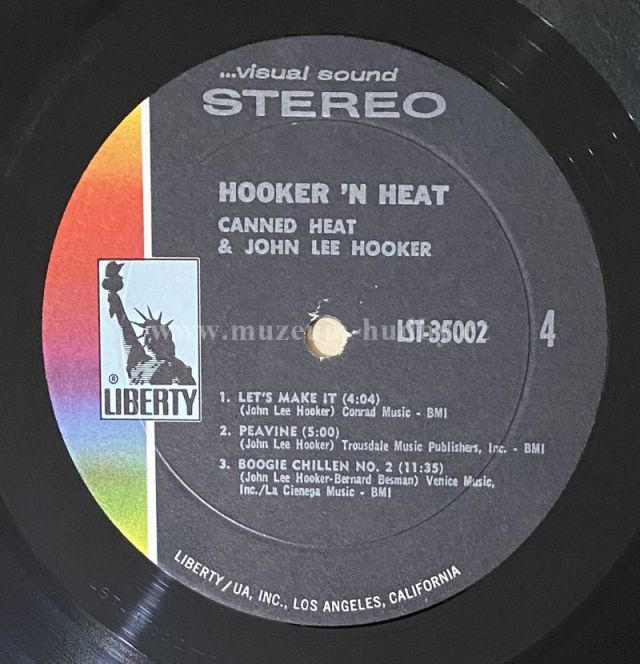 ...visual sound
STEREO
HOOKER 'N HEAT
CANNED HEAT
& JOHN LEE HOOKER
LST-35002 4
® LIBERTY
1. LET'S MAKE IT (4:04)
(John Lee Hooker) Conrad Music - BMI
2. PEAVINE (5:00)
(John Lee Hooker) Trousdale Music Publishers, Inc. - BMI
3. BOOGIE CHILLEN NO. 2 (11:35)
(John Lee Hooker-Bernard Besman) Venice Music,
Inc./La Cienega Music - BMI
LIBERTY/UA, INC., LOS ANGELES, CALIFORNIA